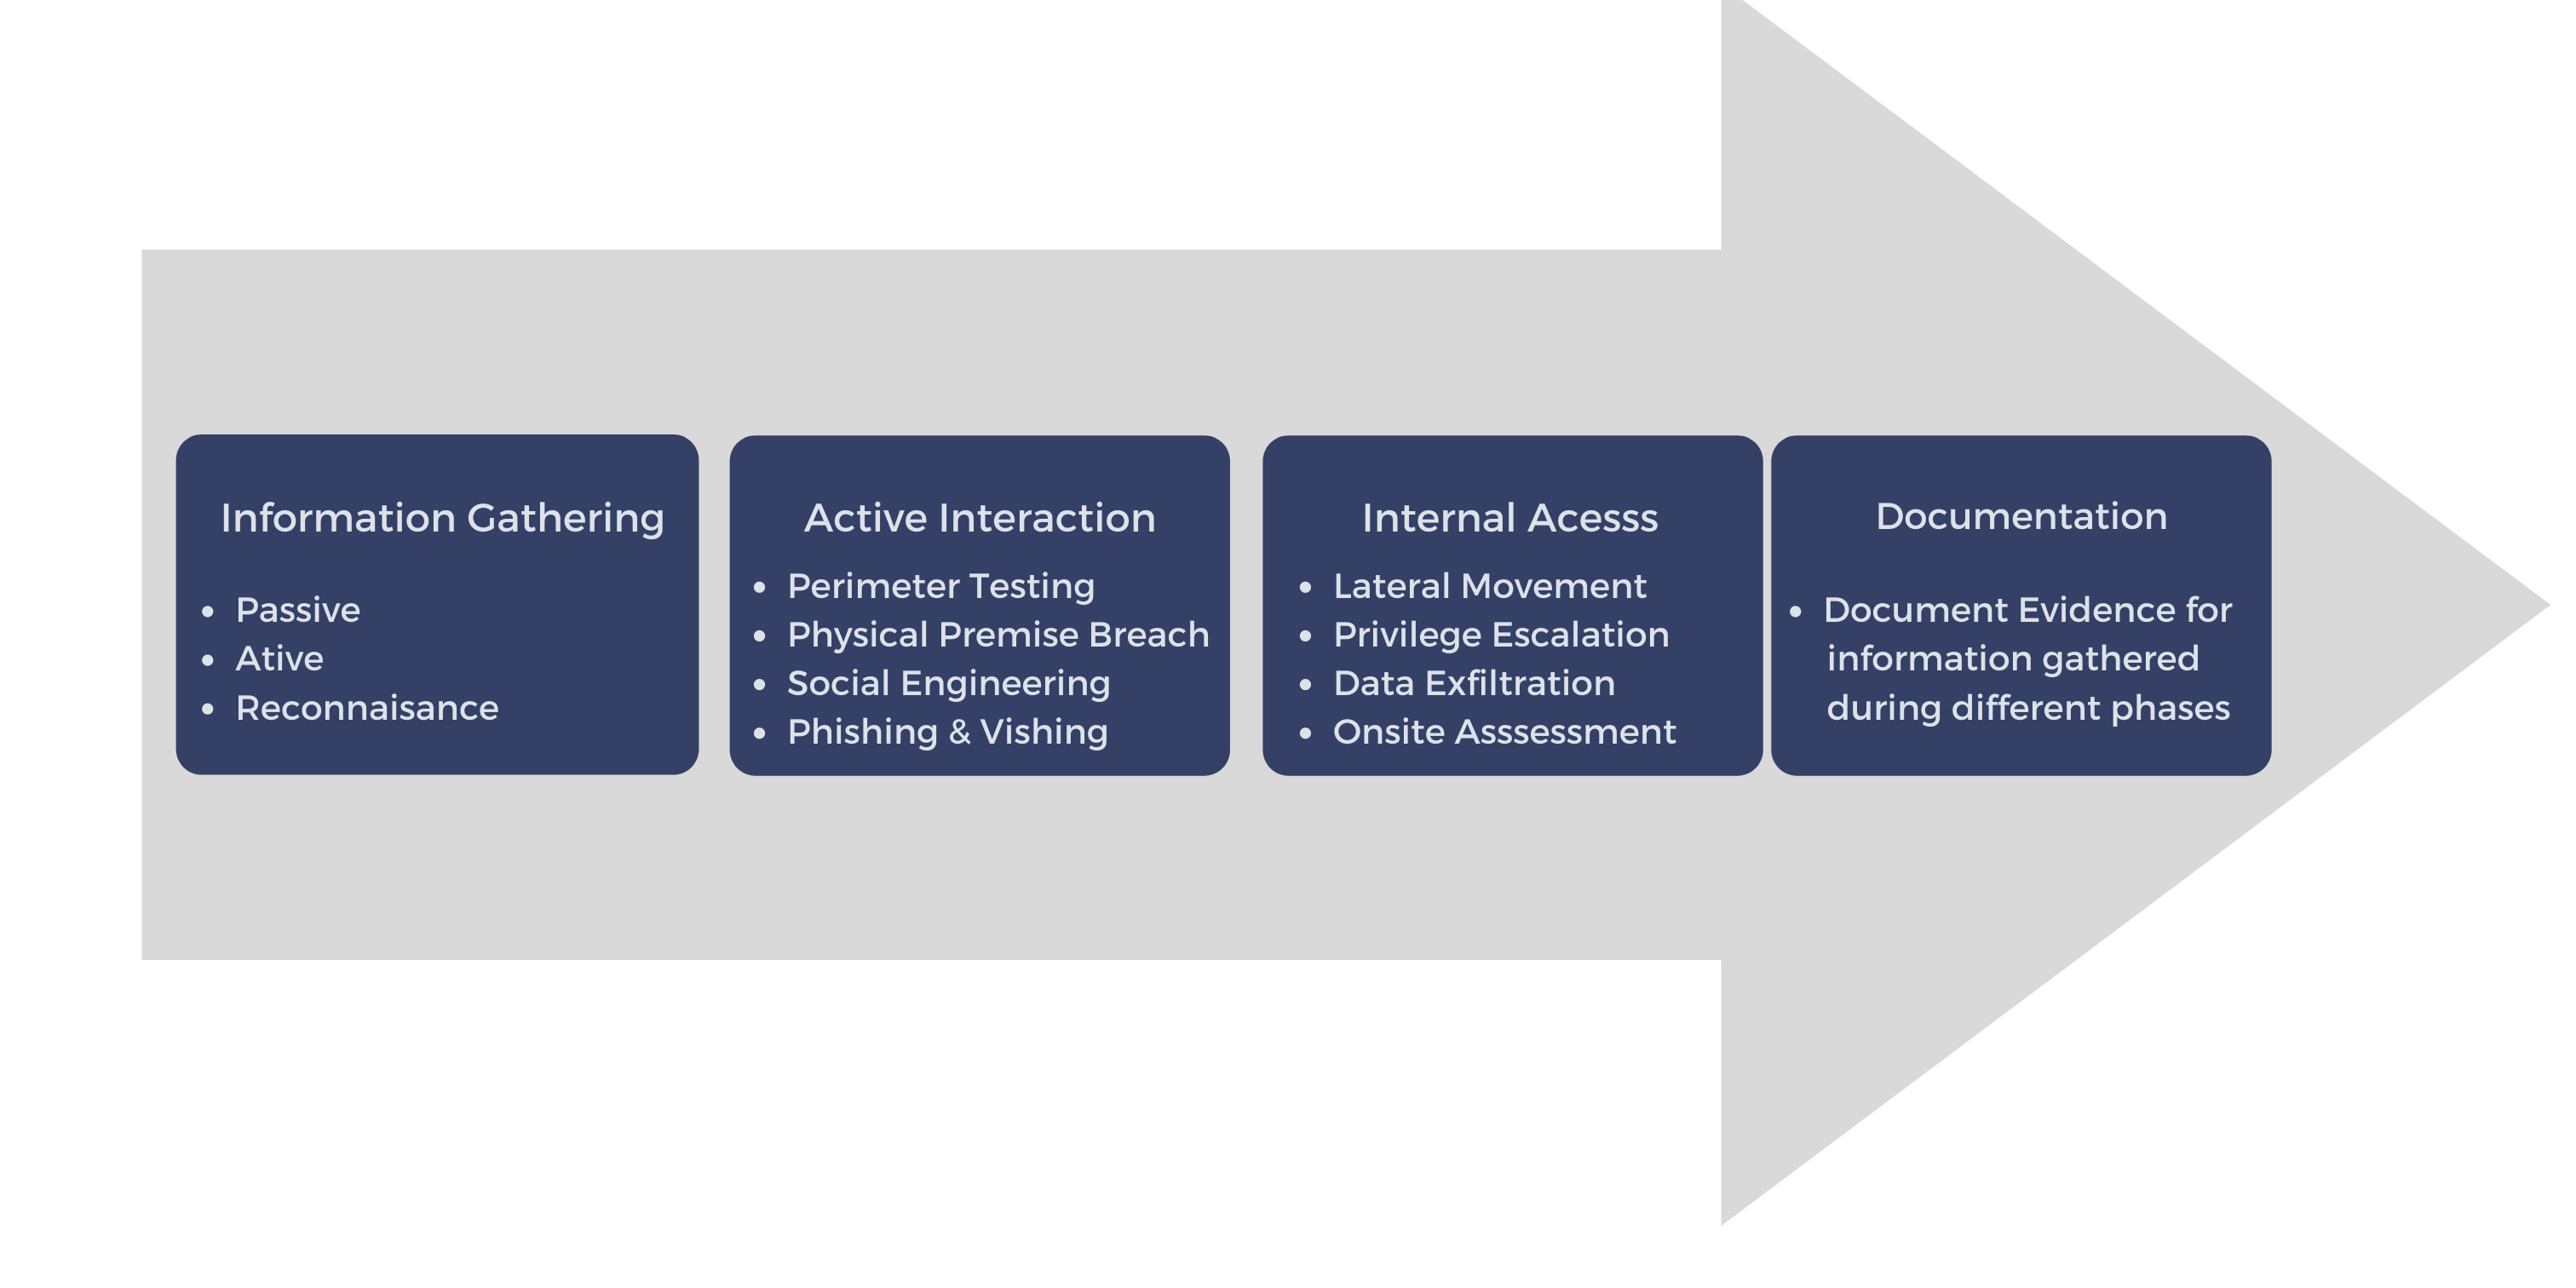 Information Gathering
• Passive
• Ative
• Reconnaisance
Active Interaction
• Perimeter Testing
• Physical Premise Breach
• Social Engineering
• Phishing & Vishing
Internal Acesss
• Lateral Movement
• Privilege Escalation
• Data Exfiltration
• Onsite Asssessment
Documentation
• Document Evidence for
information gathered
during different phases